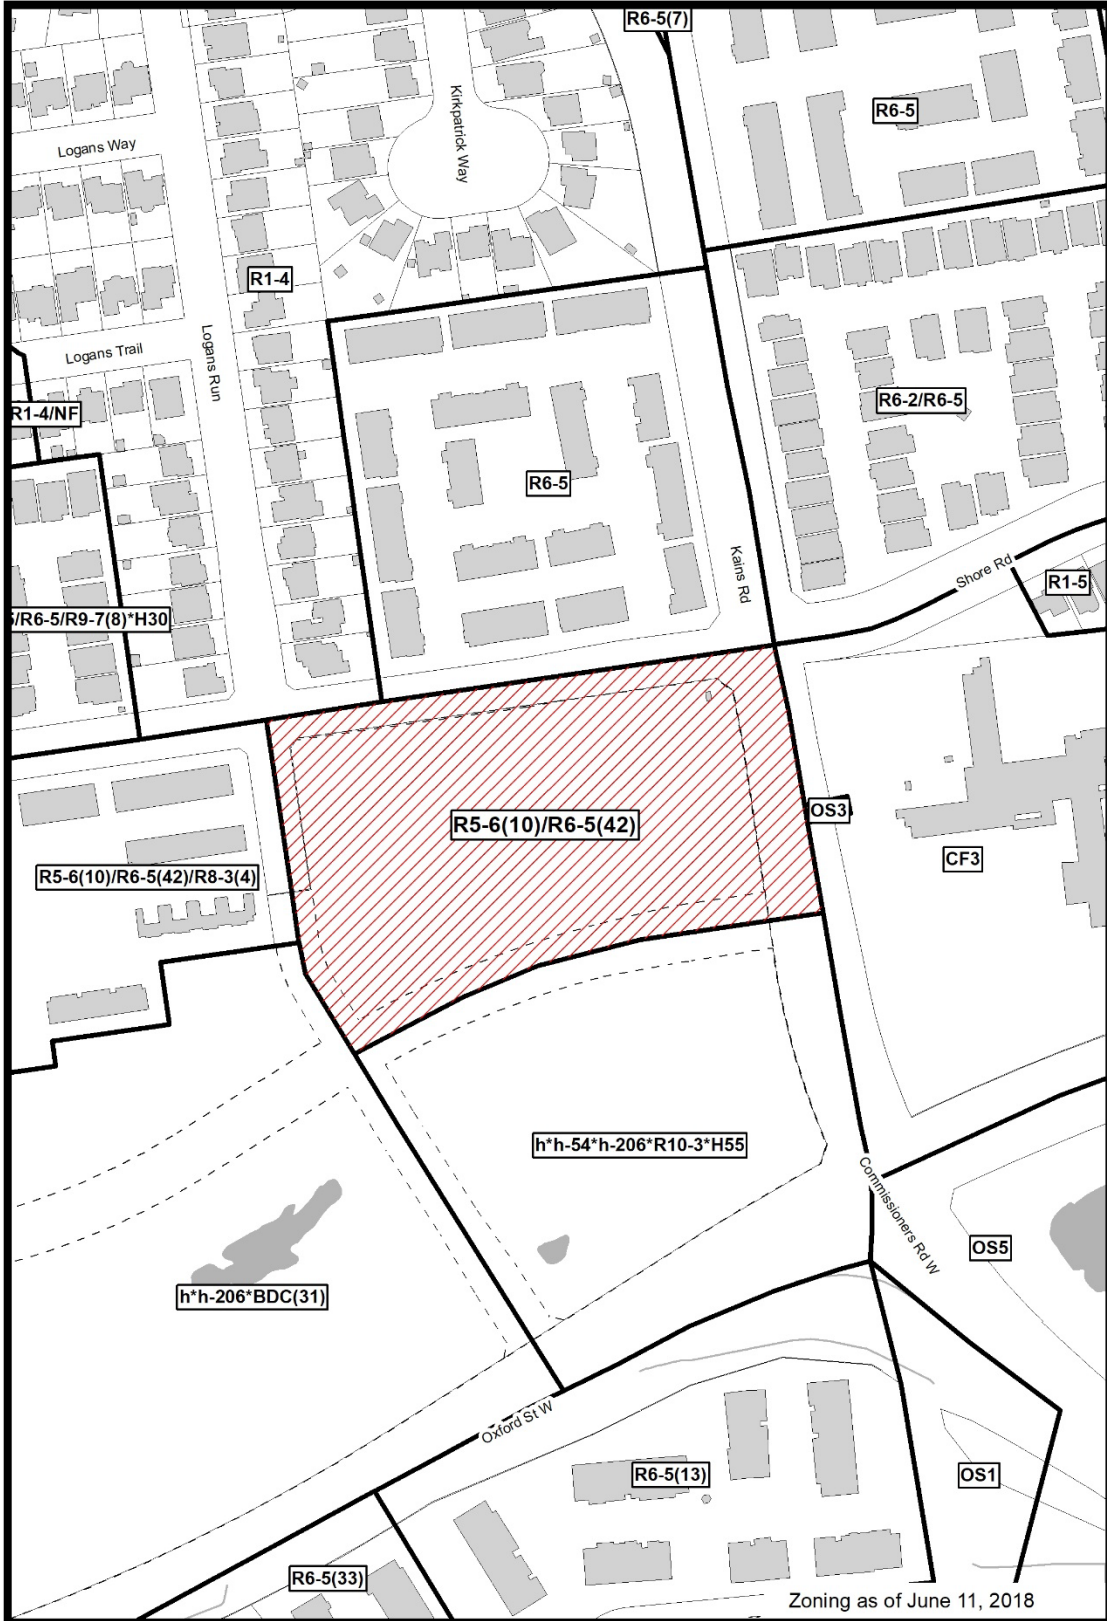 R6-5(7)
R6-5
Kirkpatrick Way
Logans Way
R1-4
Logans Run
Logans Trail
R1-4/NF
R6-2/R6-5
R6-5
Kains Rd
Shore Rd
R1-5
/R6-5/R9-7(8)*H30
R5-6(10)/R6-5(42)
OS3
CF3
R5-6(10)/R6-5(42)/R8-3(4)
h*h-54*h-206*R10-3*H55
Commissioners Rd W
OS5
h*h-206*BDC(31)
Oxford St W
R6-5(13)
OS1
R6-5(33)
Zoning as of June 11, 2018